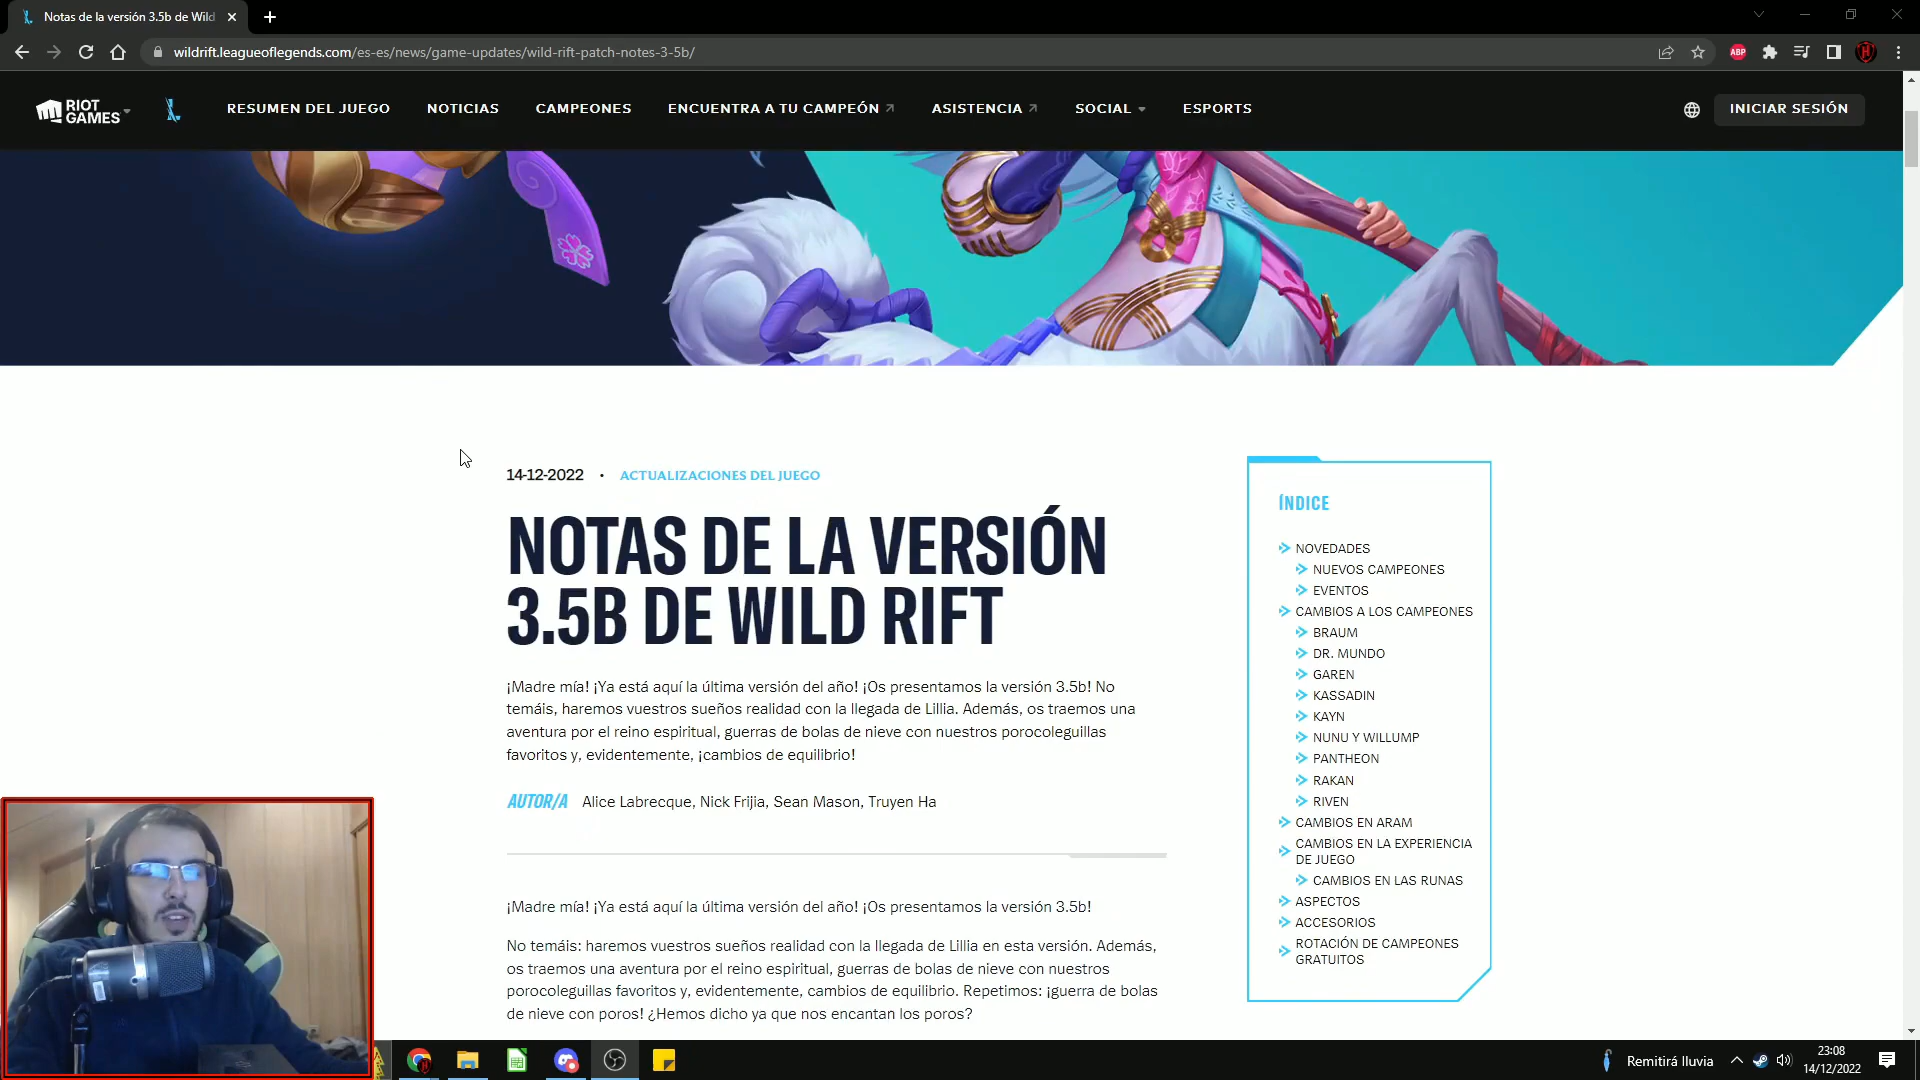 Notas de la versión 3.5b de Wild
wildrift.leagueoflegends.com/es-es/news/game-updates/wild-rift-patch-notes-3-5b/
ABP
RIOT GAMES
RESUMEN DEL JUEGO
NOTICIAS
CAMPEONES
ENCUENTRA A TU CAMPEÓN
ASISTENCIA
SOCIAL
ESPORTS
INICIAR SESIÓN
14-12-2022 • ACTUALIZACIONES DEL JUEGO
NOTAS DE LA VERSIÓN
3.5B DE WILD RIFT
¡Madre mía! ¡Ya está aquí la última versión del año! ¡Os presentamos la versión 3.5b! No
temáis, haremos vuestros sueños realidad con la llegada de Lillia. Además, os traemos una
aventura por el reino espiritual, guerras de bolas de nieve con nuestros porocoleguillas
favoritos y, evidentemente, ¡cambios de equilibrio!
AUTOR/A Alice Labrecque, Nick Frijia, Sean Mason, Truyen Ha
¡Madre mía! ¡Ya está aquí la última versión del año! ¡Os presentamos la versión 3.5b!
No temáis: haremos vuestros sueños realidad con la llegada de Lillia en esta versión. Además,
os traemos una aventura por el reino espiritual, guerras de bolas de nieve con nuestros
porocoleguillas favoritos y, evidentemente, cambios de equilibrio. Repetimos: ¡guerra de bolas
de nieve con poros! ¿Hemos dicho ya que nos encantan los poros?
ÍNDICE
NOVEDADES
NUEVOS CAMPEONES
EVENTOS
CAMBIOS A LOS CAMPEONES
BRAUM
DR. MUNDO
GAREN
KASSADIN
KAYN
NUNU Y WILLUMP
PANTHEON
RAKAN
RIVEN
CAMBIOS EN ARAM
CAMBIOS EN LA EXPERIENCIA
DE JUEGO
CAMBIOS EN LAS RUNAS
ASPECTOS
ACCESORIOS
ROTACIÓN DE CAMPEONES
GRATUITOS
Remitirá lluvia
23:08
14/12/2022